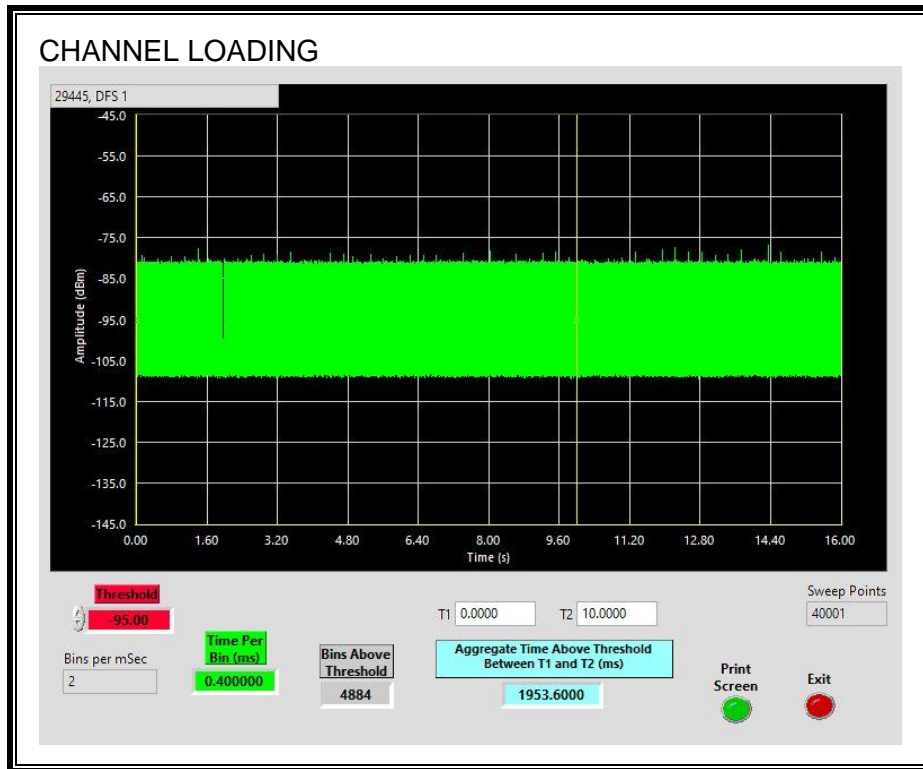 CHANNEL LOADING
29445, DFS 1
-45.0
-55.0
-65.0
-75.0
-85.0
-95.0
-105.0
-115.0
-125.0
-135.0
-145.0
Amplitude (dBm)
0.00 1.60 3.20 4.80 6.40 8.00 9.60 11.20 12.80 14.40 16.00
Time (s)
Threshold
-95.00
Bins per mSec
2
Time Per
Bin (ms)
0.400000
Bins Above
Threshold
4884
T1 0.0000 T2 10.0000
Aggregate Time Above Threshold
Between T1 and T2 (ms)
1953.6000
Sweep Points
40001
Print
Screen
Exit